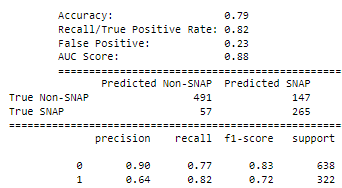 Accuracy: 0.79
Recall/True Positive Rate: 0.82
False Positive: 0.23
AUC Score: 0.88
==================================================
Predicted Non-SNAP Predicted SNAP
True Non-SNAP 491 147
True SNAP 57 265
==================================================
precision recall f1-score support
0 0.90 0.77 0.83 638
1 0.64 0.82 0.72 322